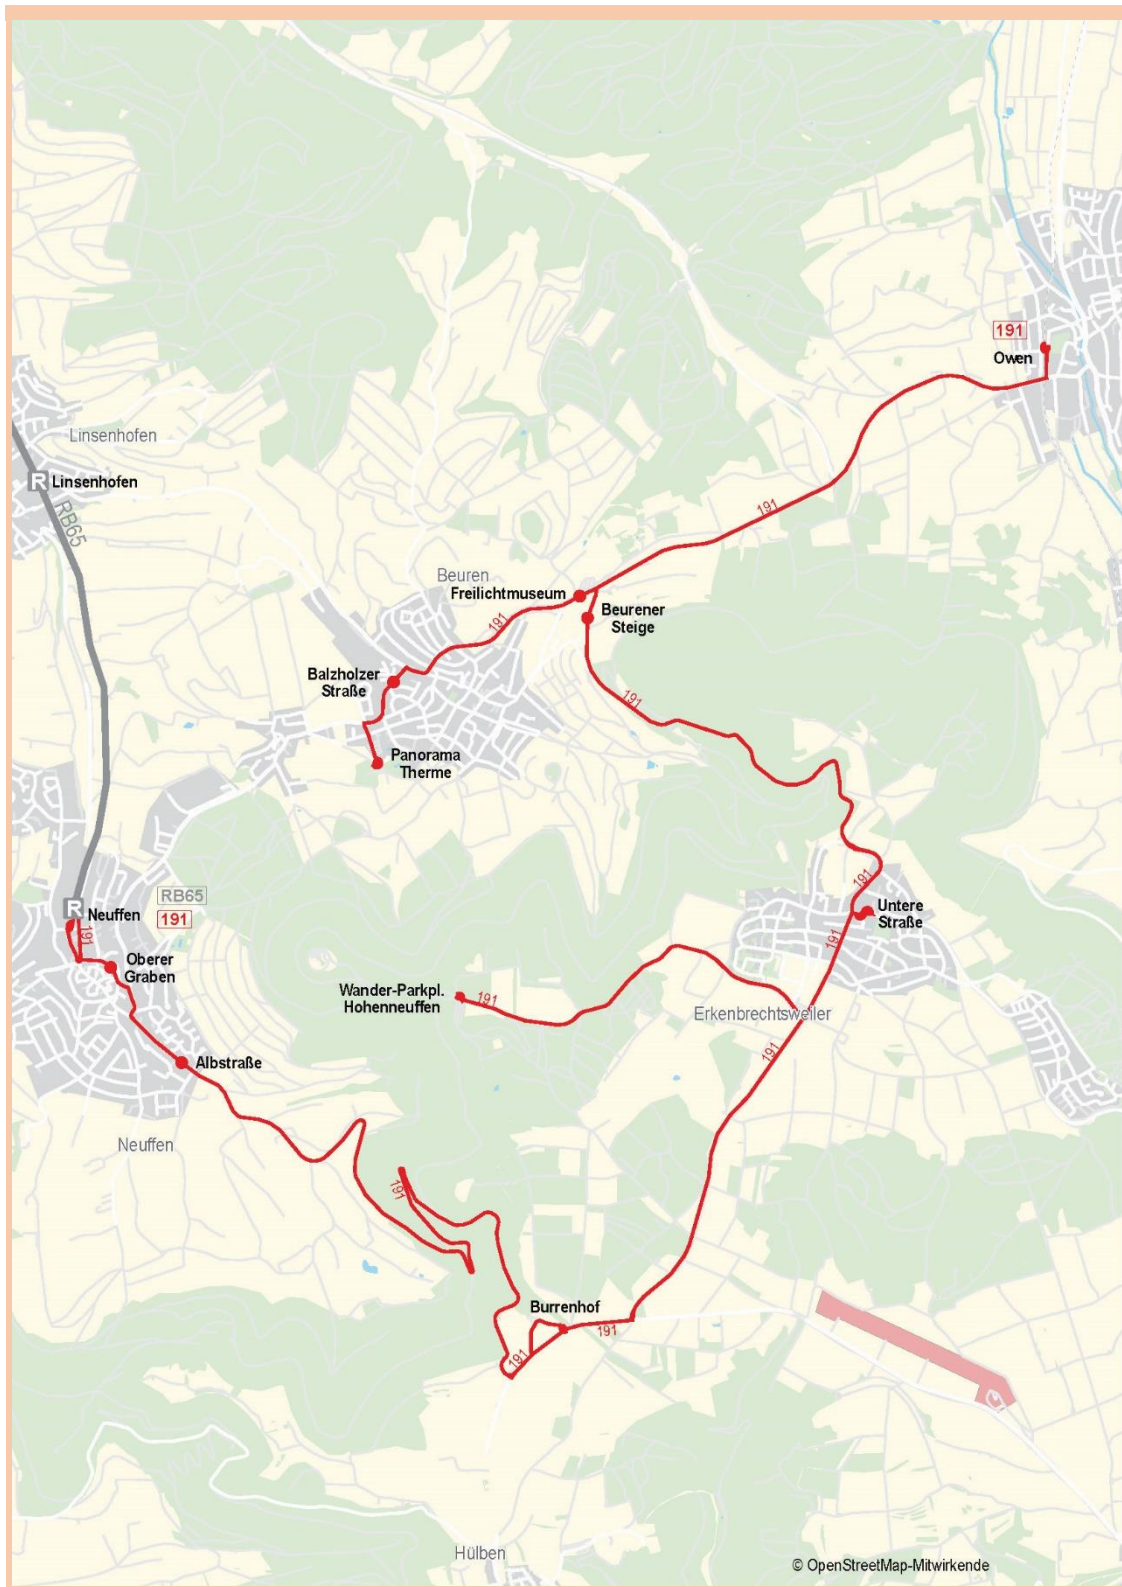 191
Owen
Linsenhofen
R Linsenhofen
RB65
191
Beuren
Freilichtmuseum
Beurener
Steige
191
Balzholzer
Straße
191
Panorama
Therme
191
RB65
R Neuffen
191
191
Untere
Straße
191
191
Oberer
Graben
Wander-Parkpl.
Hohenneuffen
191
Erkenbrechtsweiler
191
Albstraße
Neuffen
191
Burrenhof
191
191
Hülben
© OpenStreetMap-Mitwirkende